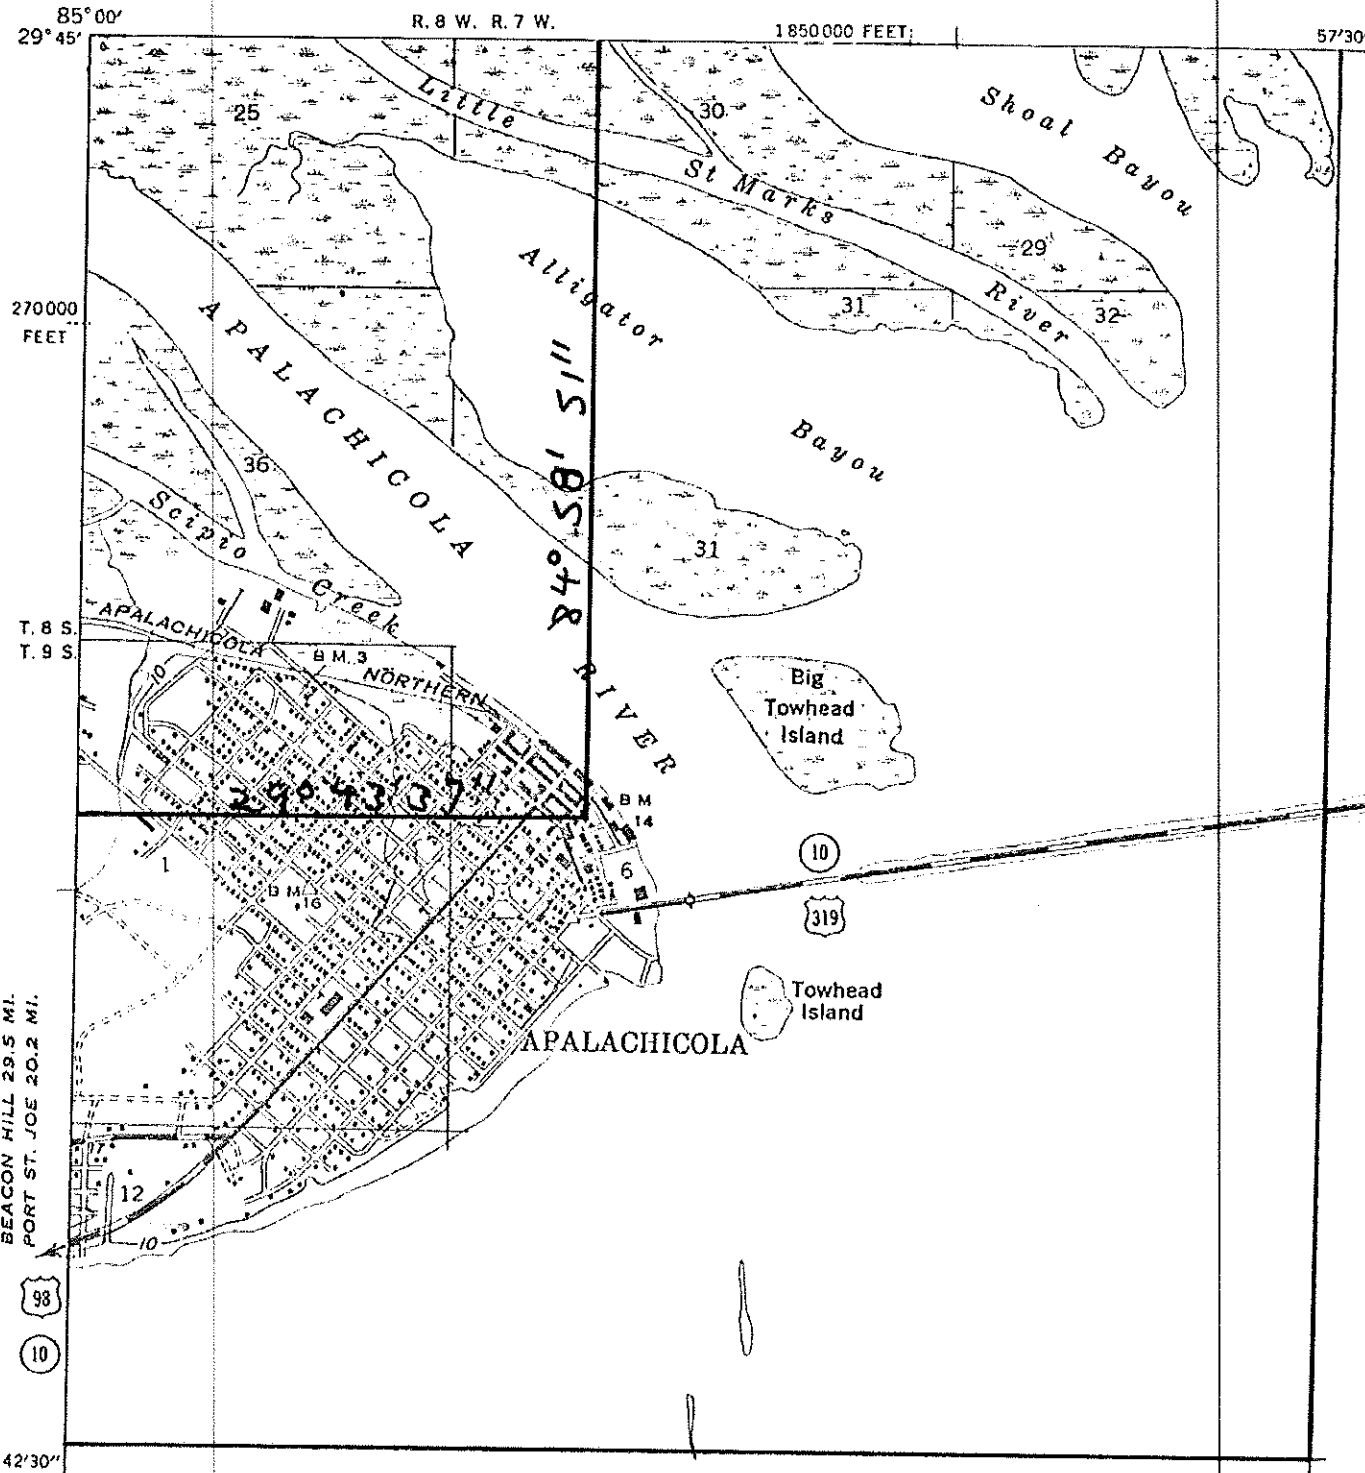 85°00'
R. 8 W. R. 7 W.
1850000 FEET
57'30
29°45'
25
Little
30
Shoal
Bayou
St Marks
29
River
31
32
Alligator
Bayou
270000
FEET
APALACHICOLA
RIVER
84° 58' 51"
36
Scipio
Creek
31
T. 8 S.
T. 9 S.
APALACHICOLA
NORTHERN
B M 3
10
Big
Towhead
Island
29° 43' 37"
B M
14
1
6
10
319
B M
16
Towhead
Island
APALACHICOLA
BEACON HILL 29.5 MI.
PORT ST. JOE 20.2 MI.
12
10
98
10
42'30"